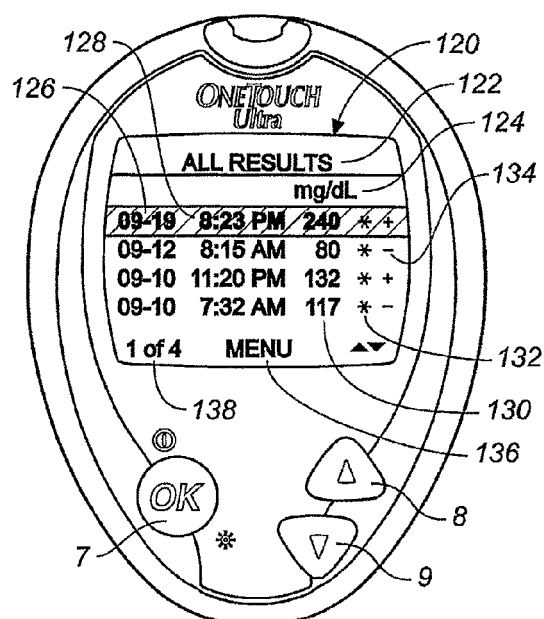 128
120
126
122
ONETOUCH
Ultra
124
ALL RESULTS
134
mg/dL
09-19 8:23 PM 240 * +
09-12 8:15 AM 80 * −
09-10 11:20 PM 132 * +
09-10 7:32 AM 117 * −
1 of 4 MENU ▲▼
132
138
130
136
OK
7
8
9